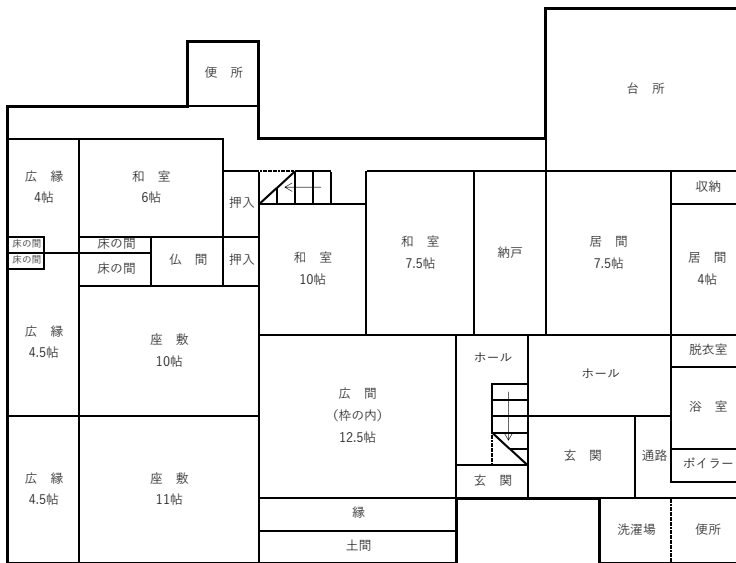 便 所
台 所
広 縁
4帖
和 室
6帖
押入
収納
床の間
床の間
床の間
床の間
仏 間
押入
和 室
10帖
和 室
7.5帖
納戸
居 間
7.5帖
居 間
4帖
広 縁
4.5帖
座 敷
10帖
ホール
ホール
脱衣室
広 間
(枠の内)
12.5帖
浴 室
広 縁
4.5帖
座 敷
11帖
玄 関
玄 関
通路
ボイラー
縁
土間
洗濯場
便所